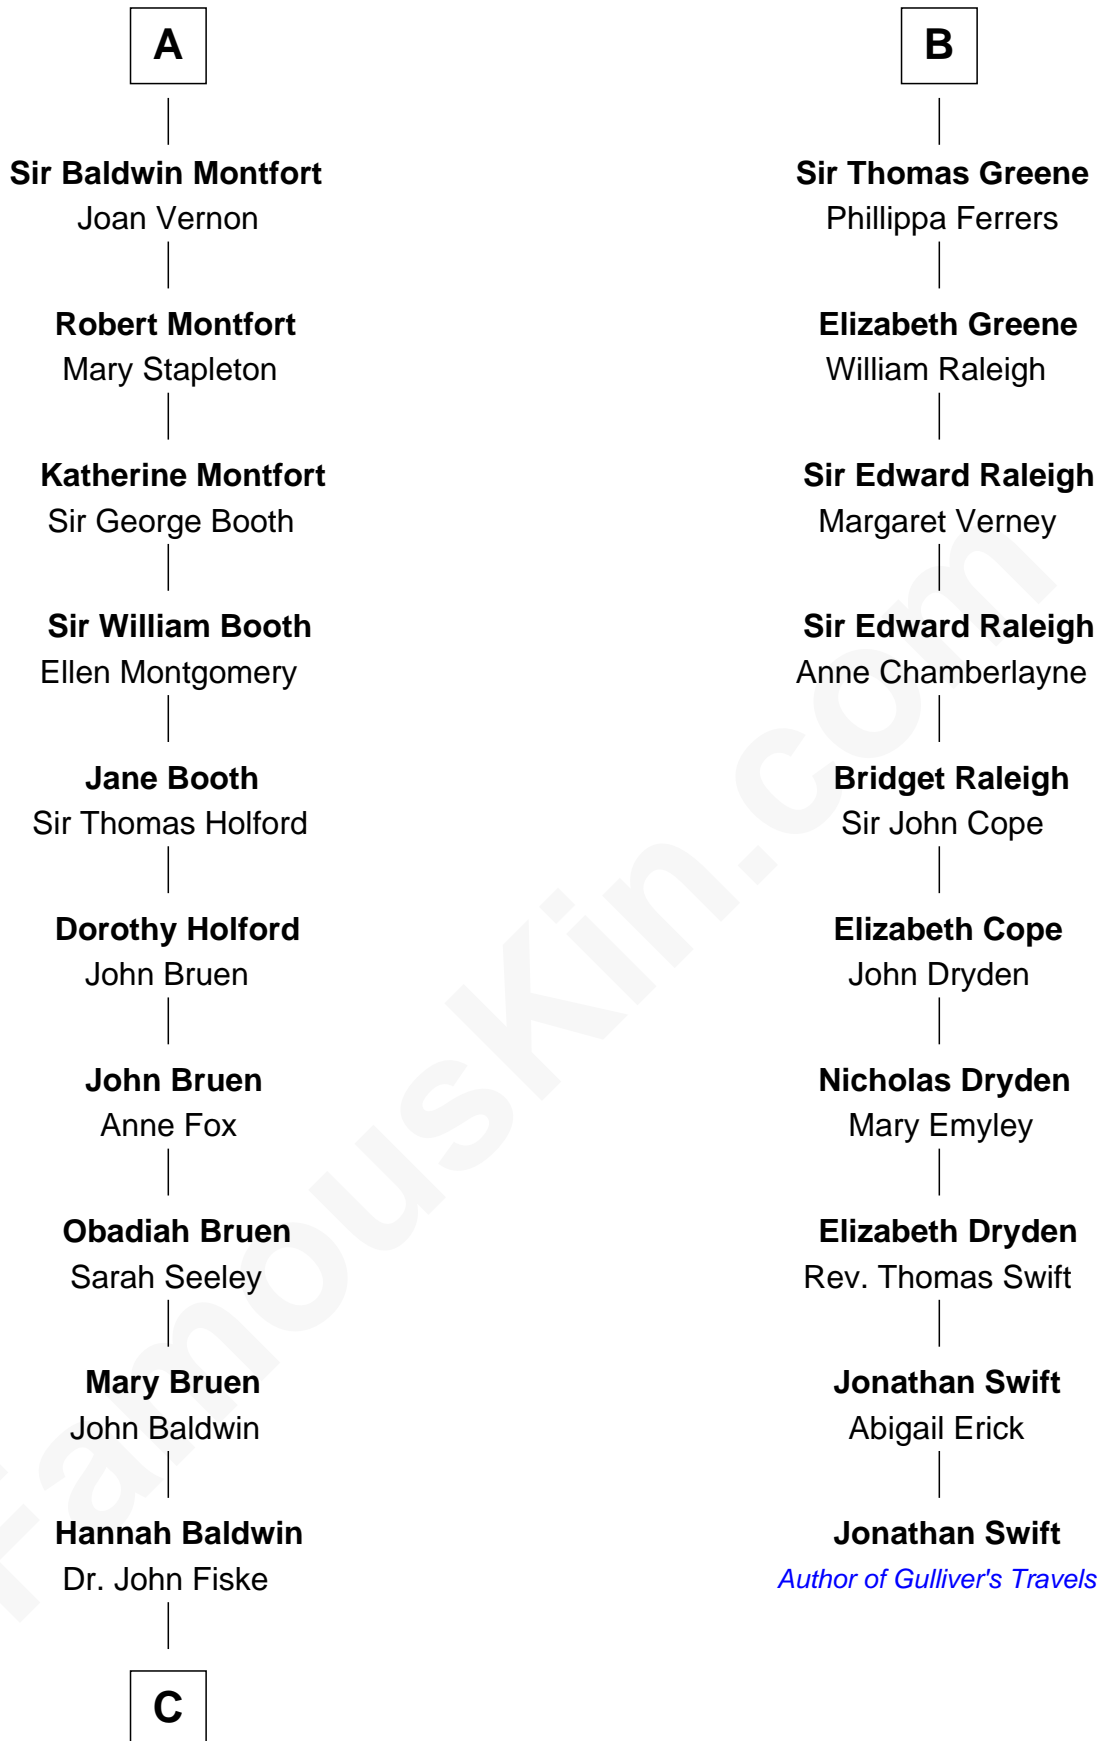 A
Sir Baldwin Montfort
Joan Vernon
Robert Montfort
Mary Stapleton
Katherine Montfort
Sir George Booth
Sir William Booth
Ellen Montgomery
Jane Booth
Sir Thomas Holford
Dorothy Holford
John Bruen
John Bruen
Anne Fox
Obadiah Bruen
Sarah Seeley
Mary Bruen
John Baldwin
Hannah Baldwin
Dr. John Fiske
C
B
Sir Thomas Greene
Phillippa Ferrers
Elizabeth Greene
William Raleigh
Sir Edward Raleigh
Margaret Verney
Sir Edward Raleigh
Anne Chamberlayne
Bridget Raleigh
Sir John Cope
Elizabeth Cope
John Dryden
Nicholas Dryden
Mary Emyley
Elizabeth Dryden
Rev. Thomas Swift
Jonathan Swift
Abigail Erick
Jonathan Swift
Author of Gulliver's Travels
FamousKin.com